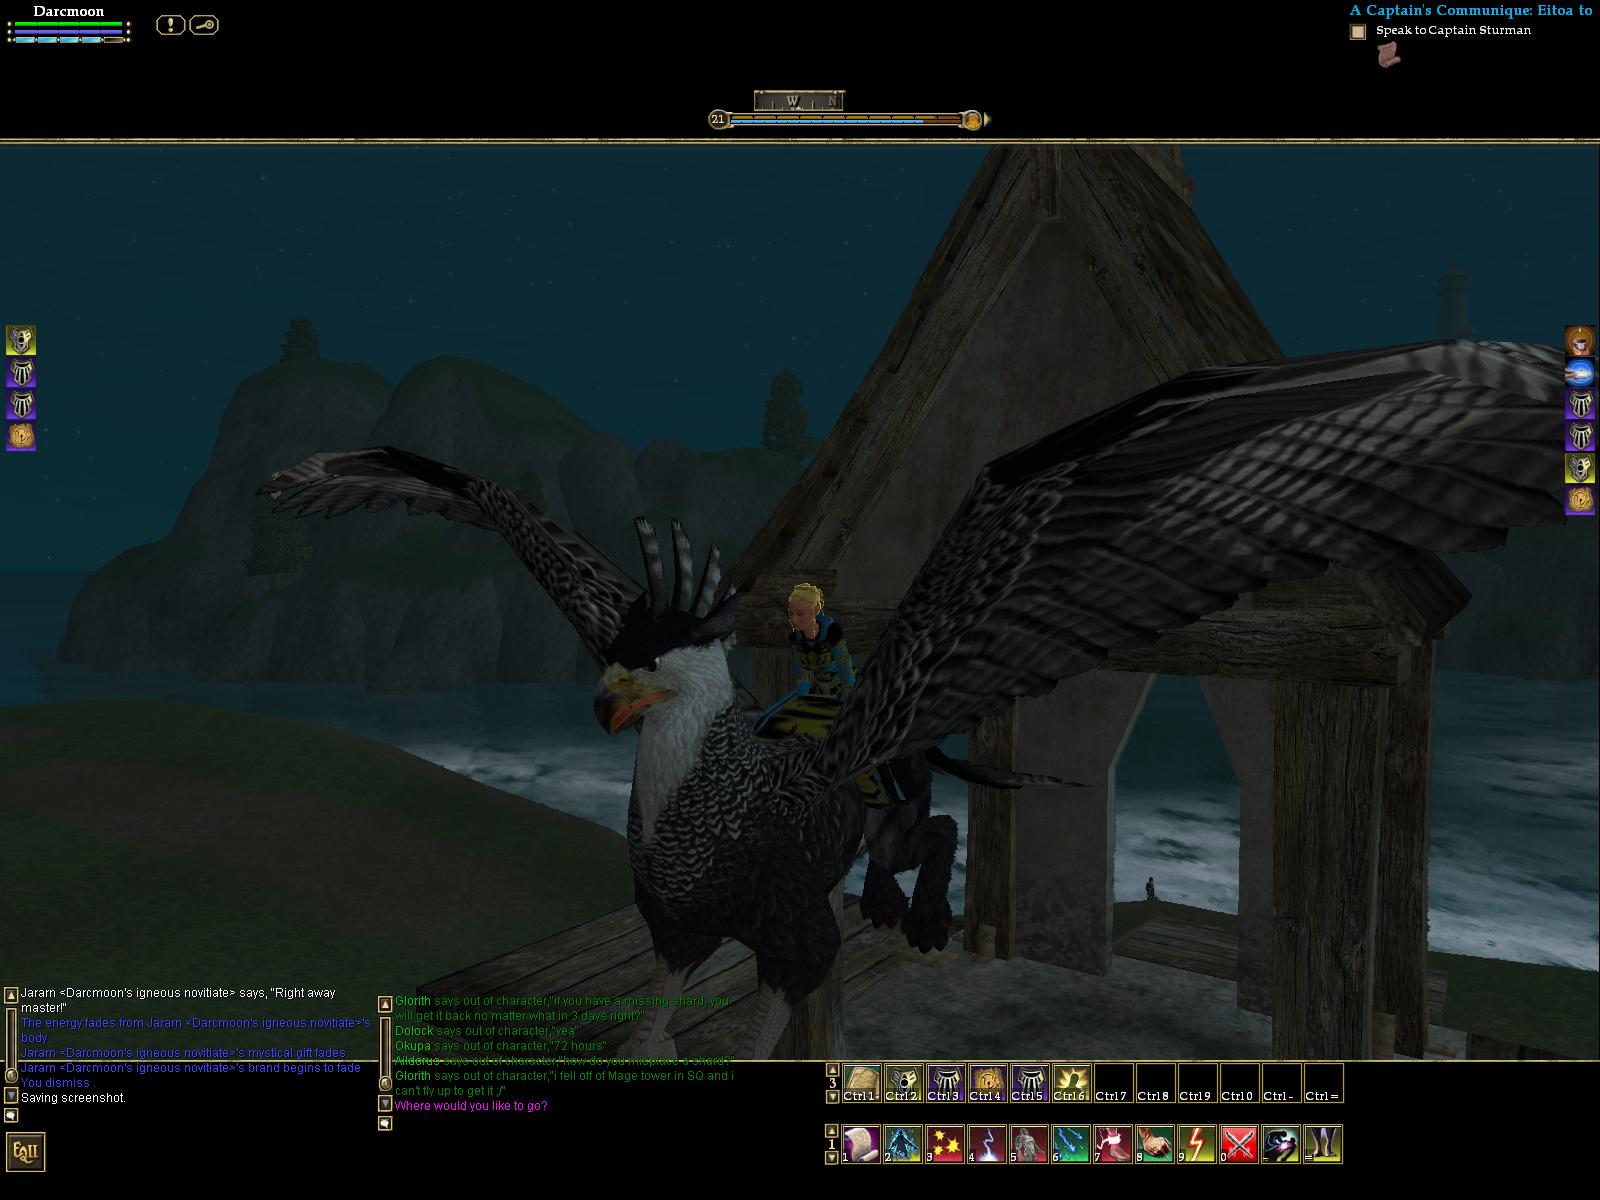 Darcmoon
A Captain's Communique: Eitoa to
Speak to Captain Sturman
W N
21
Jararn <Darcmoon's igneous novitiate> says, "Right away
master!"
The energy fades from Jararn <Darcmoon's igneous novitiate>'s
body.
Jararn <Darcmoon's igneous novitiate>'s mystical gift fades.
Jararn <Darcmoon's igneous novitiate>'s brand begins to fade
You dismiss .
Saving screenshot.
Glorith says out of character,"if you have a missing shard, you
will get it back no matter what in 3 days right?"
Dolock says out of character,"yea"
Okupa says out of character,"72 hours"
says out of character,"how do you misplace a shard?"
Glorith says out of character,"i fell off of Mage tower in SQ and i
can't fly up to get it ;/"
Where would you like to go?
3
Ctrl1 Ctrl2 Ctrl3 Ctrl4 Ctrl5 Ctrl6 Ctrl7 Ctrl8 Ctrl9 Ctrl0 Ctrl- Ctrl=
1
1 2 3 4 5 6 7 8 9 0 - =
EQII